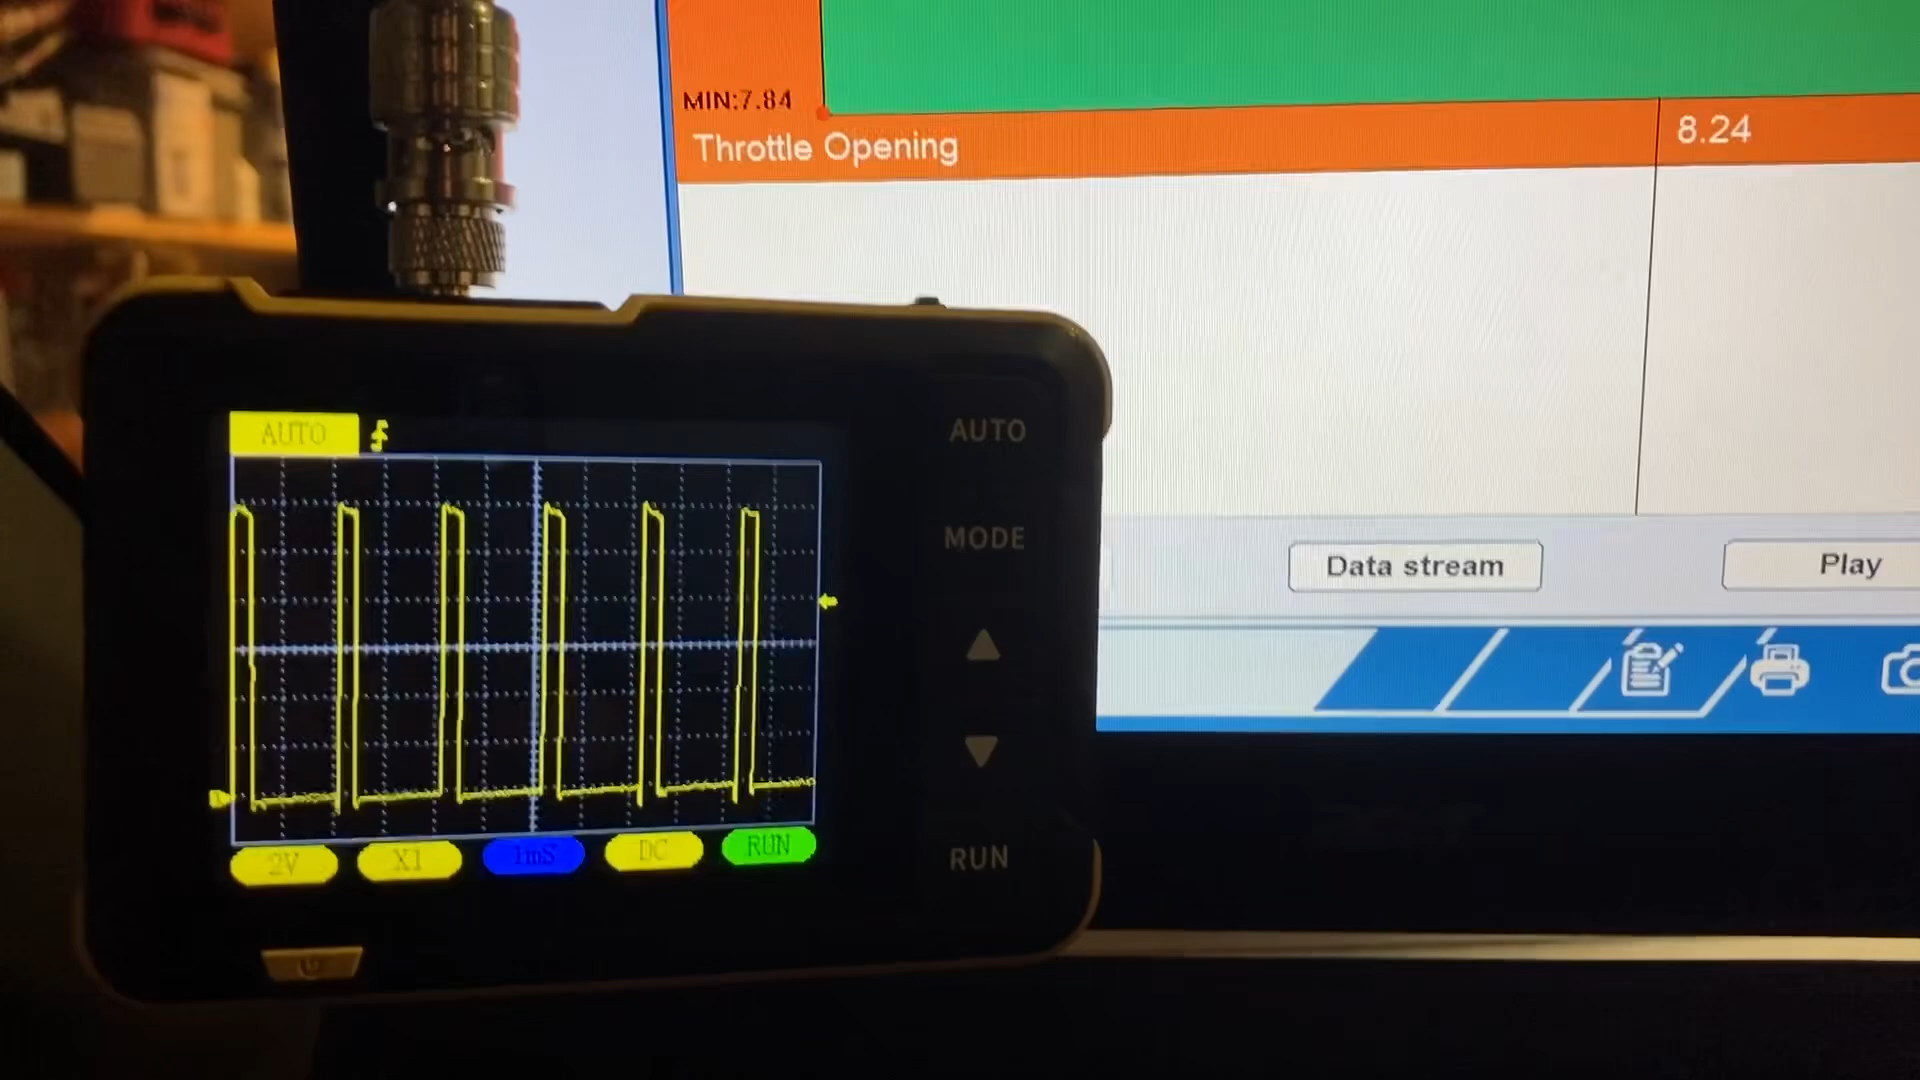 MIN:7.84
Throttle Opening
8.24
AUTO
AUTO
MODE
Data stream
Play
2V
X1
1mS
DC
RUN
RUN